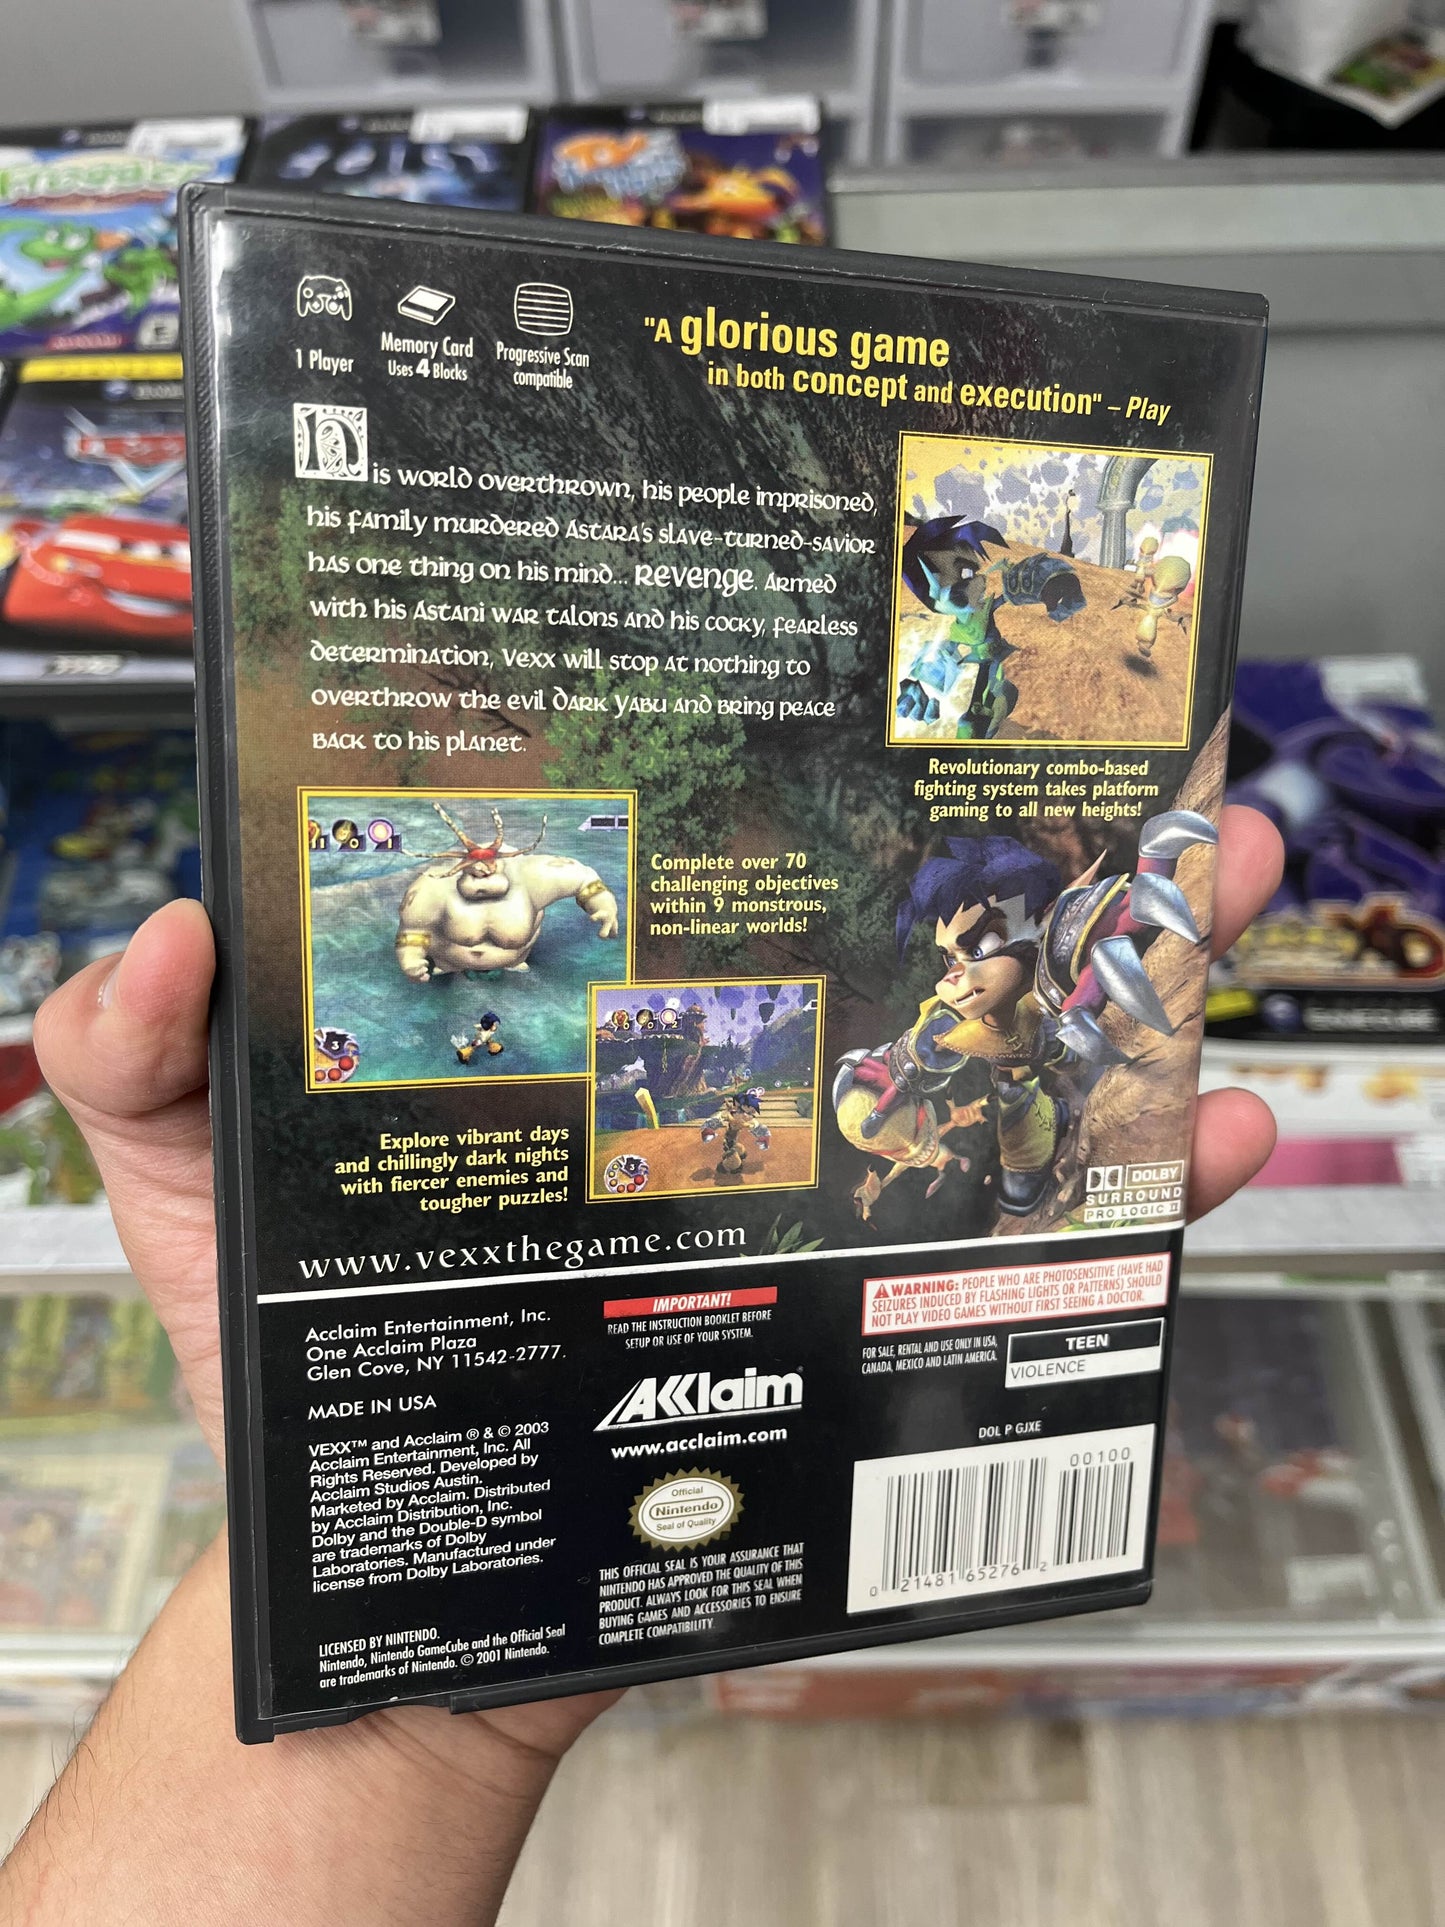 1 Player
Memory Card
Uses 4 Blocks
Progressive Scan
compatible
"A glorious game
in both concept and execution" – Play
His world overthrown, his people imprisoned,
his family murdered Astara's slave-turned-savior
has one thing on his mind... Revenge. Armed
with his Astani war talons and his cocky, fearless
determination, Vexx will stop at nothing to
overthrow the evil Dark Yabu and bring peace
back to his planet.
Revolutionary combo-based
fighting system takes platform
gaming to all new heights!
Complete over 70
challenging objectives
within 9 monstrous,
non-linear worlds!
Explore vibrant days
and chillingly dark nights
with fiercer enemies and
tougher puzzles!
DOLBY
SURROUND
PRO LOGIC II
www.vexxthegame.com
Acclaim Entertainment, Inc.
One Acclaim Plaza
Glen Cove, NY 11542-2777.
MADE IN USA
VEXX™ and Acclaim ® & © 2003
Acclaim Entertainment, Inc. All
Rights Reserved. Developed by
Acclaim Studios Austin.
Marketed by Acclaim. Distributed
by Acclaim Distribution, Inc.
Dolby and the Double-D symbol
are trademarks of Dolby
Laboratories. Manufactured under
license from Dolby Laboratories.
LICENSED BY NINTENDO.
Nintendo, Nintendo GameCube and the Official Seal
are trademarks of Nintendo. © 2001 Nintendo.
IMPORTANT!
READ THE INSTRUCTION BOOKLET BEFORE
SETUP OR USE OF YOUR SYSTEM.
Acclaim
www.acclaim.com
Official
Nintendo
Seal of Quality
THIS OFFICIAL SEAL IS YOUR ASSURANCE THAT
NINTENDO HAS APPROVED THE QUALITY OF THIS
PRODUCT. ALWAYS LOOK FOR THIS SEAL WHEN
BUYING GAMES AND ACCESSORIES TO ENSURE
COMPLETE COMPATIBILITY.
WARNING: PEOPLE WHO ARE PHOTOSENSITIVE (HAVE HAD
SEIZURES INDUCED BY FLASHING LIGHTS OR PATTERNS) SHOULD
NOT PLAY VIDEO GAMES WITHOUT FIRST SEEING A DOCTOR.
FOR SALE, RENTAL AND USE ONLY IN USA,
CANADA, MEXICO AND LATIN AMERICA.
TEEN
VIOLENCE
DOL P GJXE
00100
0 21481 65276 2